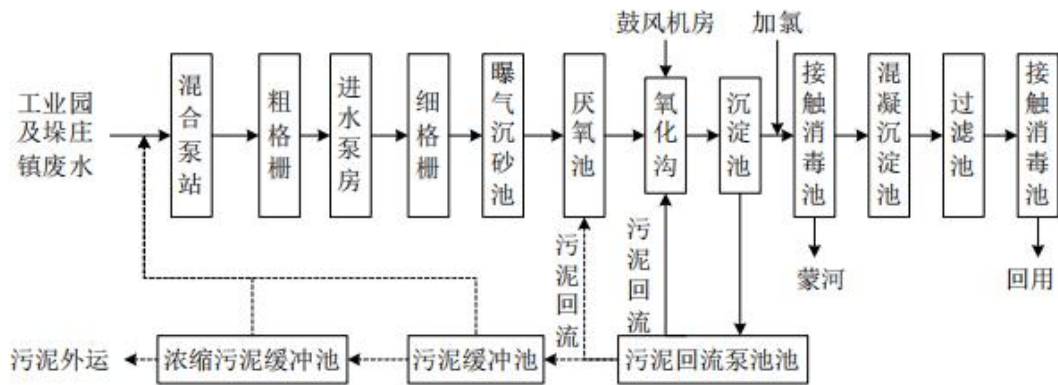 鼓风机房
加氯
工业园
及垛庄
镇废水
混合泵站
粗格栅
进水泵房
细格栅
曝气沉砂池
厌氧池
氧化沟
沉淀池
接触消毒池
混凝沉淀池
过滤池
接触消毒池
污泥回流
污泥回流
蒙河
回用
污泥外运
浓缩污泥缓冲池
污泥缓冲池
污泥回流泵池池